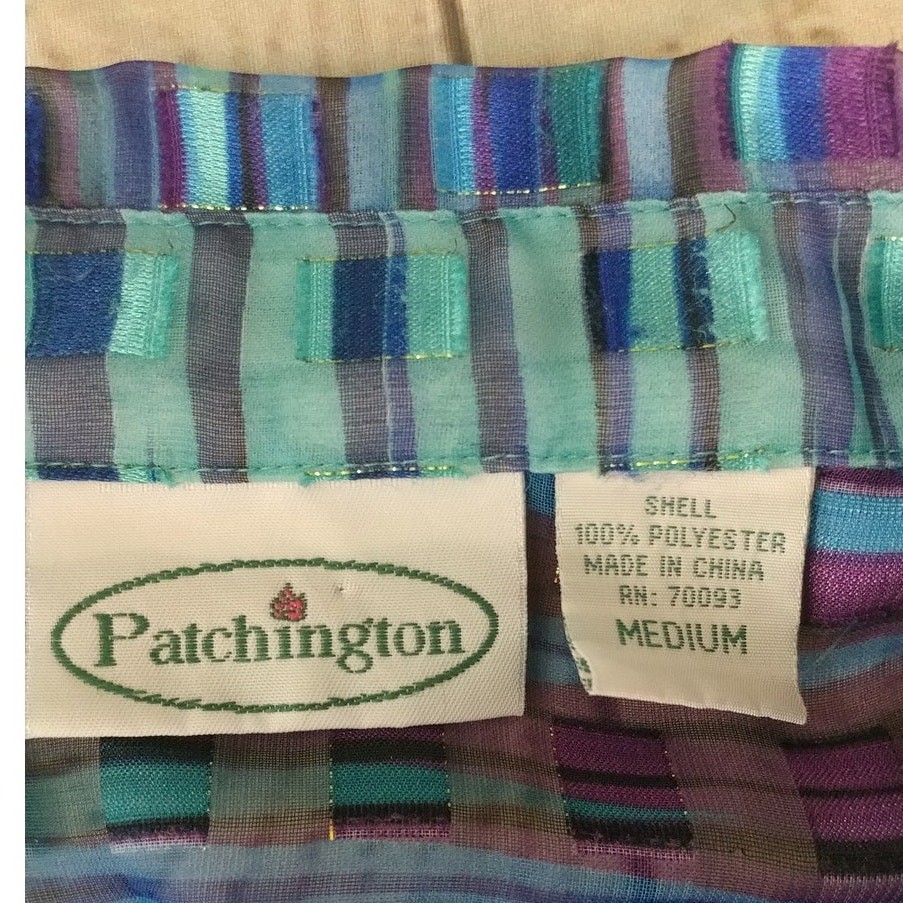 Patchington
SHELL
100% POLYESTER
MADE IN CHINA
RN: 70093
MEDIUM